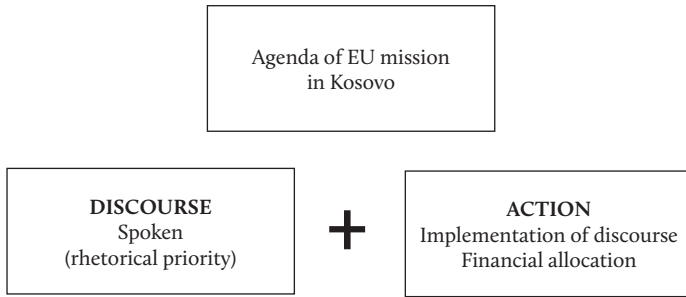 Agenda of EU mission
in Kosovo
DISCOURSE
Spoken
(rhetorical priority)
+
ACTION
Implementation of discourse
Financial allocation